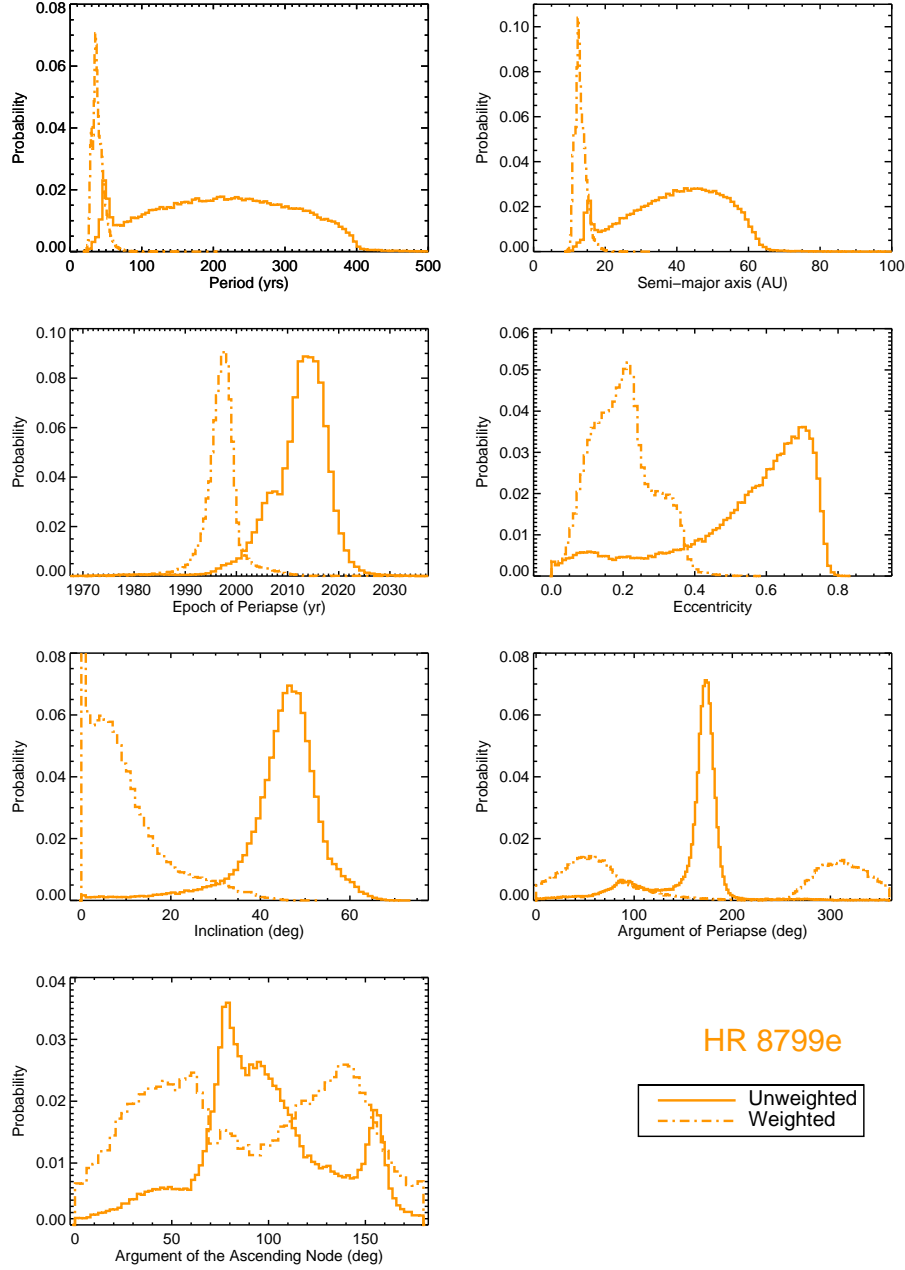 0.08
0.06
0.04
0.02
0.00
Probability
0 100 200 300 400 500
Period (yrs)
0.10
0.08
0.06
0.04
0.02
0.00
Probability
0 20 40 60 80 100
Semi-major axis (AU)
0.10
0.08
0.06
0.04
0.02
0.00
Probability
1970 1980 1990 2000 2010 2020 2030
Epoch of Periapse (yr)
0.06
0.05
0.04
0.03
0.02
0.01
0.00
Probability
0.0 0.2 0.4 0.6 0.8
Eccentricity
0.08
0.06
0.04
0.02
0.00
Probability
0 20 40 60
Inclination (deg)
0.08
0.06
0.04
0.02
0.00
Probability
0 100 200 300
Argument of Periapse (deg)
0.04
0.03
0.02
0.01
0.00
Probability
0 50 100 150
Argument of the Ascending Node (deg)
HR 8799e
Unweighted
Weighted